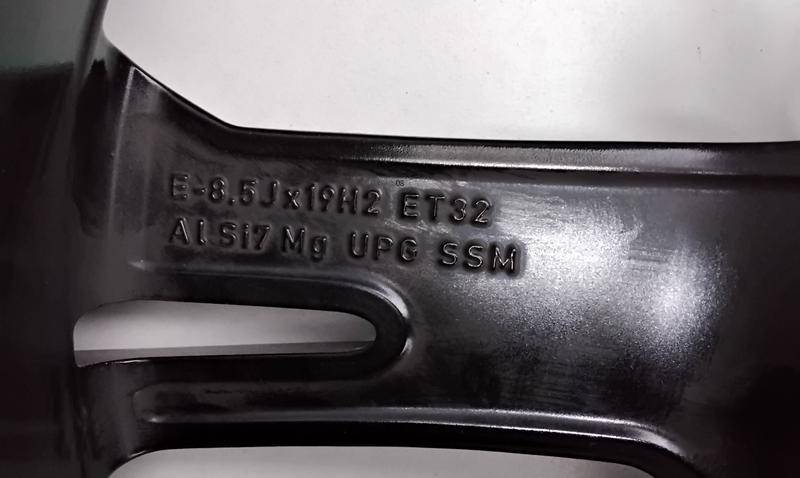 E-8.5Jx19H2 ET32
AlSi7Mg UPG SSM